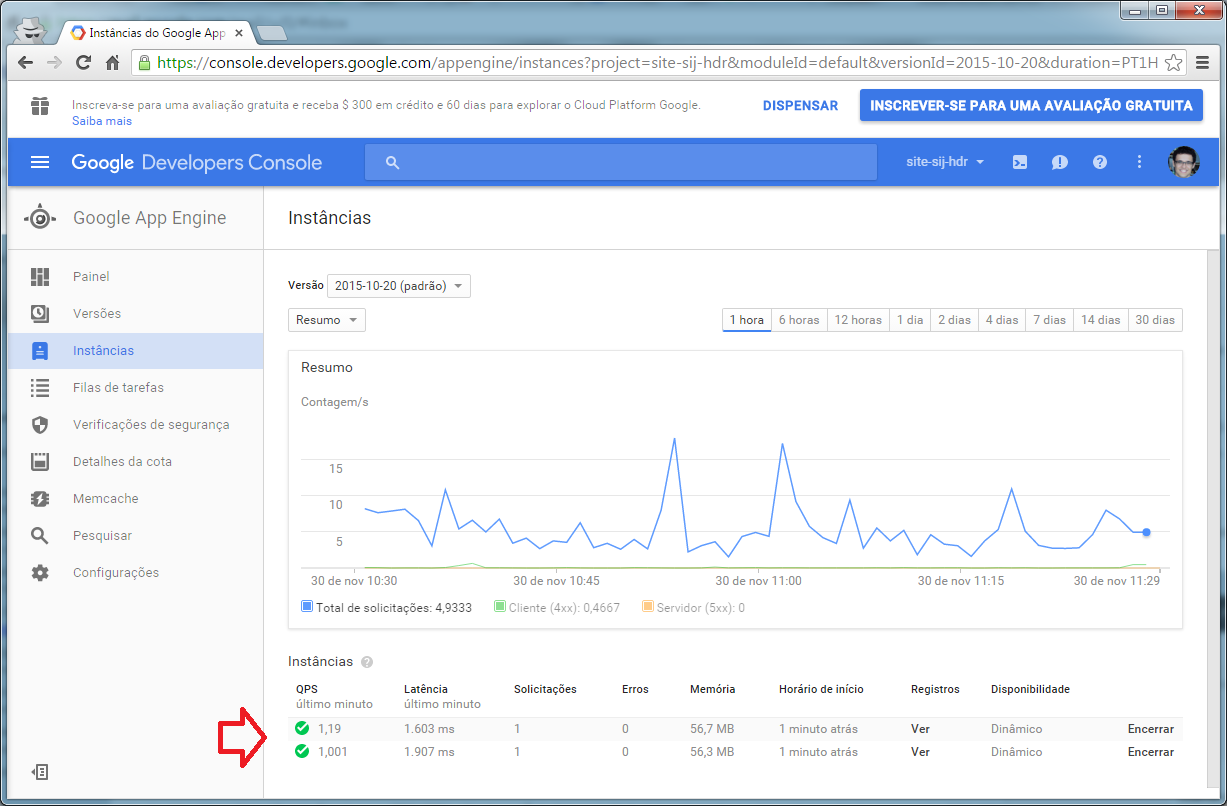 Instâncias do Google App
https://console.developers.google.com/appengine/instances?project=site-sij-hdr&moduleId=default&versionId=2015-10-20&duration=PT1H
Inscreva-se para uma avaliação gratuita e receba $ 300 em crédito e 60 dias para explorar o Cloud Platform Google.
Saiba mais
DISPENSAR
INSCREVER-SE PARA UMA AVALIAÇÃO GRATUITA
Google Developers Console
site-sij-hdr
Google App Engine
Instâncias
Painel
Versões
Instâncias
Filas de tarefas
Verificações de segurança
Detalhes da cota
Memcache
Pesquisar
Configurações
Versão 2015-10-20 (padrão)
Resumo
1 hora 6 horas 12 horas 1 dia 2 dias 4 dias 7 dias 14 dias 30 dias
Resumo
Contagem/s
15
10
5
30 de nov 10:30 30 de nov 10:45 30 de nov 11:00 30 de nov 11:15 30 de nov 11:29
Total de solicitações: 4,9333 Cliente (4xx): 0,4667 Servidor (5xx): 0
Instâncias ?
QPS Latência Solicitações Erros Memória Horário de início Registros Disponibilidade
último minuto último minuto
1,19 1.603 ms 1 0 56,7 MB 1 minuto atrás Ver Dinâmico Encerrar
1,001 1.907 ms 1 0 56,3 MB 1 minuto atrás Ver Dinâmico Encerrar